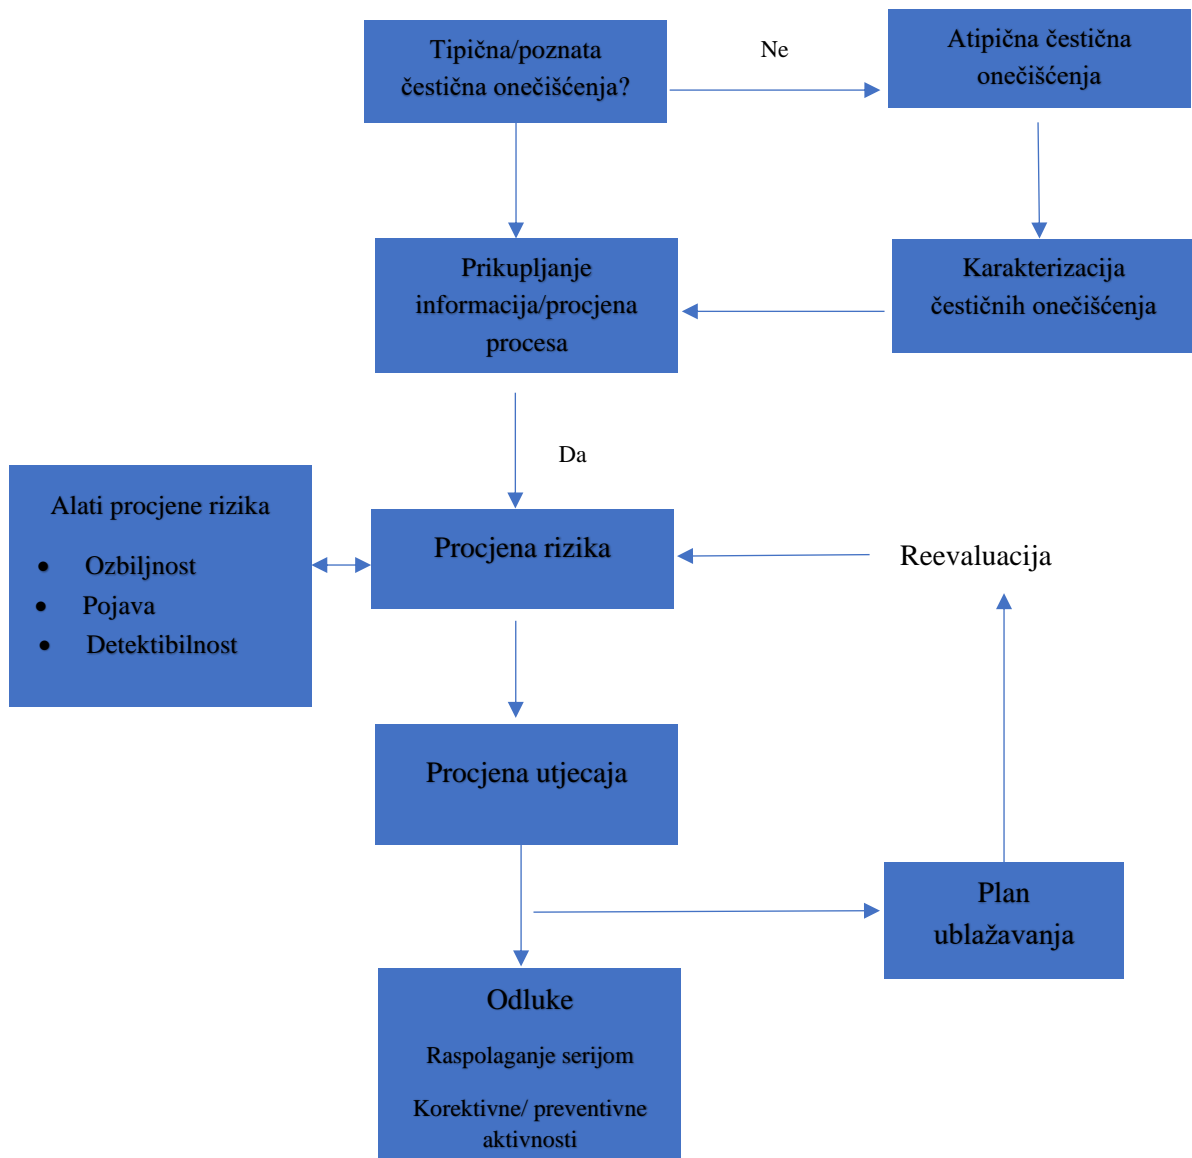 Tipična/poznata
čestična onečišćenja?
Ne
Atipična čestična
onečišćenja
Prikupljanje
informacija/procjena
procesa
Karakterizacija
čestičnih onečišćenja
Da
Alati procjene rizika
• Ozbiljnost
• Pojava
• Detektibilnost
Procjena rizika
Reevaluacija
Procjena utjecaja
Plan
ublažavanja
Odluke
Raspolaganje serijom
Korektivne/ preventivne
aktivnosti